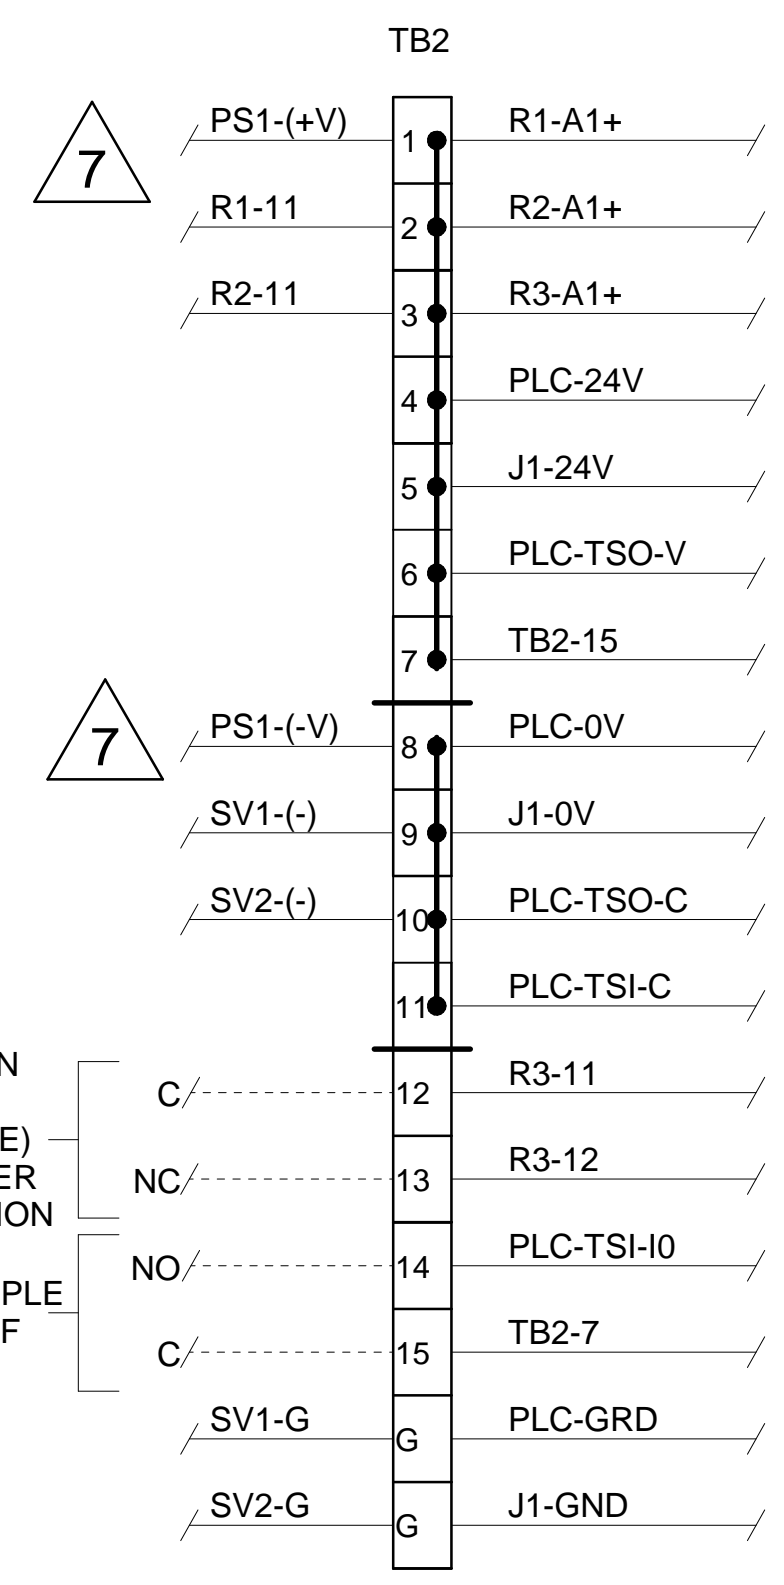 TB2
7
PS1-(+V) 1 R1-A1+
R1-11 2 R2-A1+
R2-11 3 R3-A1+
4 PLC-24V
5 J1-24V
6 PLC-TSO-V
7 TB2-15
7
PS1-(-V) 8 PLC-0V
SV1-(-) 9 J1-0V
SV2-(-) 10 PLC-TSO-C
11 PLC-TSI-C
N
C 12 R3-11
E)
ER
NC 13 R3-12
ION
NO 14 PLC-TSI-I0
PLE
F
C 15 TB2-7
SV1-G G PLC-GRD
SV2-G G J1-GND